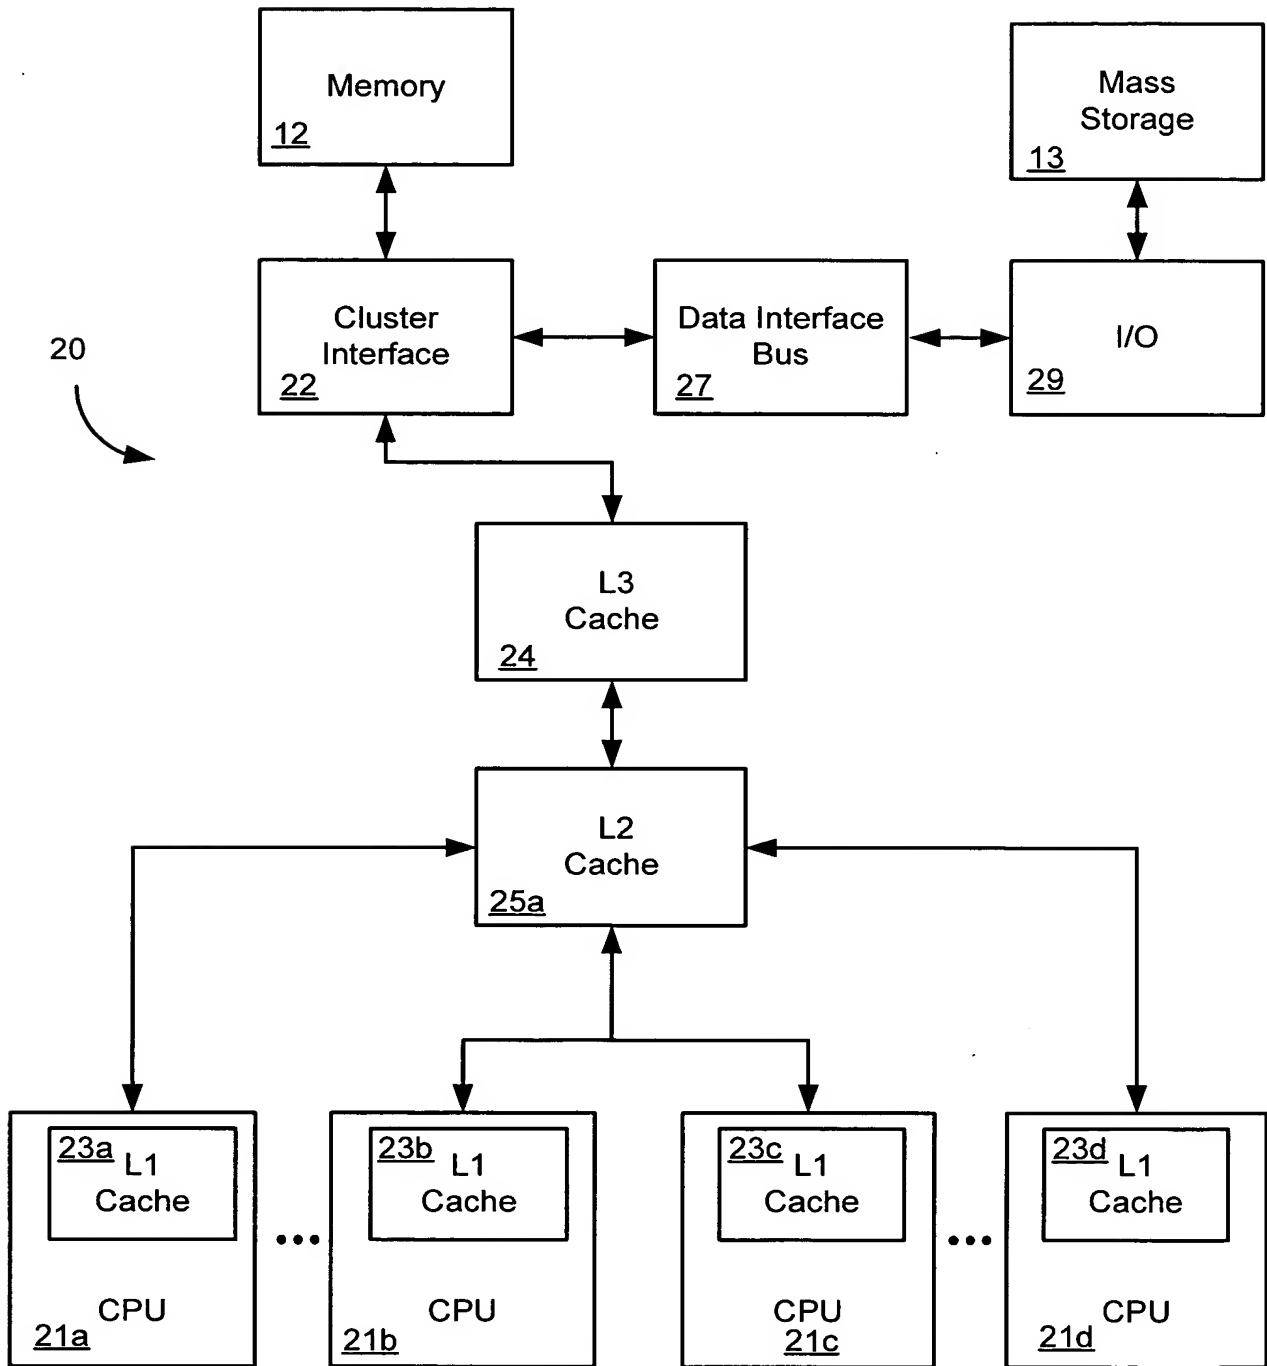 Memory
12
Mass
Storage
13
Cluster
Interface
22
Data Interface
Bus
27
I/O
29
20
L3
Cache
24
L2
Cache
25a
23a
L1
Cache
CPU
21a
...
23b
L1
Cache
CPU
21b
23c
L1
Cache
CPU
21c
...
23d
L1
Cache
CPU
21d